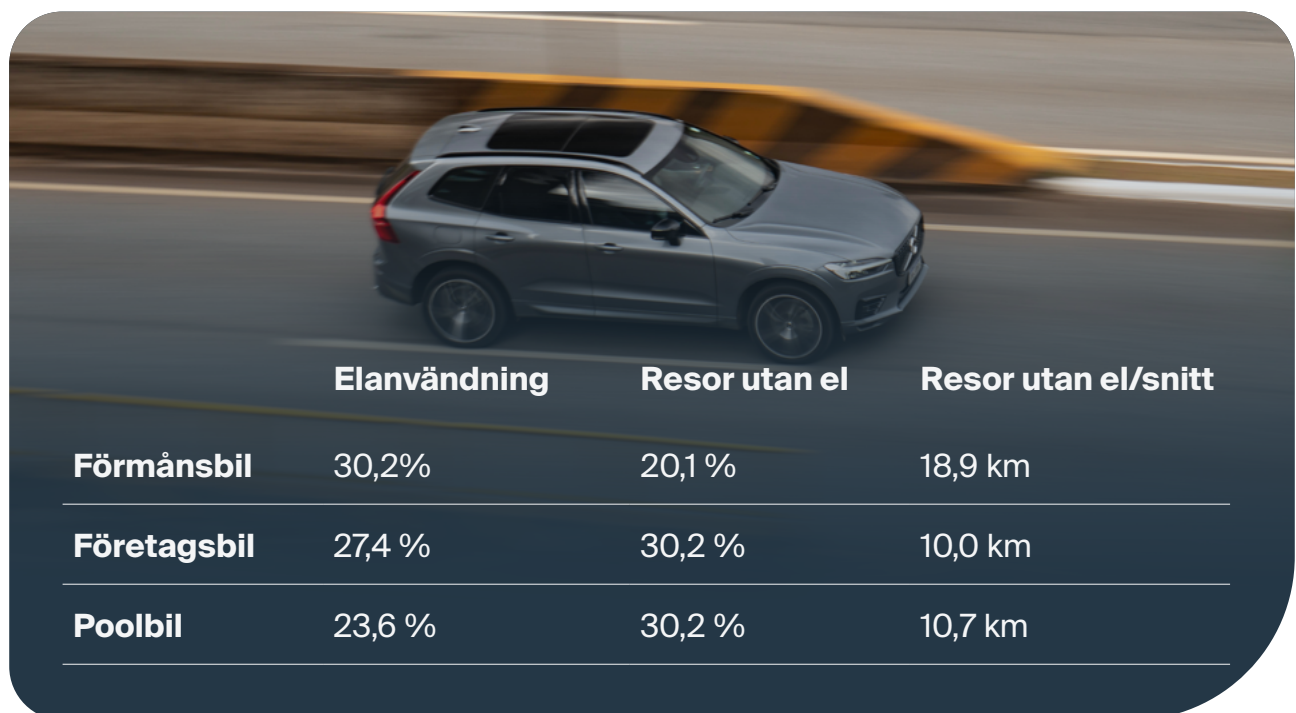 Elanvändning Resor utan el Resor utan el/snitt
Förmånsbil 30,2% 20,1 % 18,9 km
Företagsbil 27,4 % 30,2 % 10,0 km
Poolbil 23,6 % 30,2 % 10,7 km